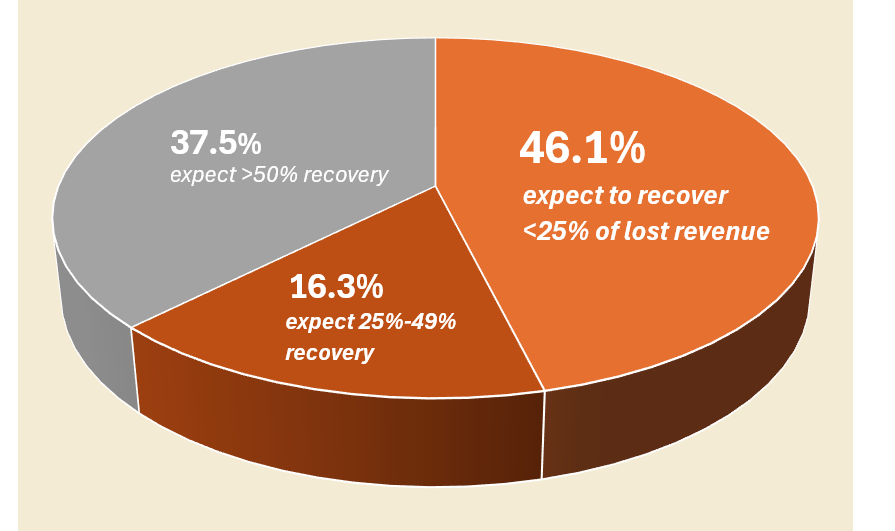 37.5%
expect >50% recovery
46.1%
expect to recover
<25% of lost revenue
16.3%
expect 25%-49%
recovery